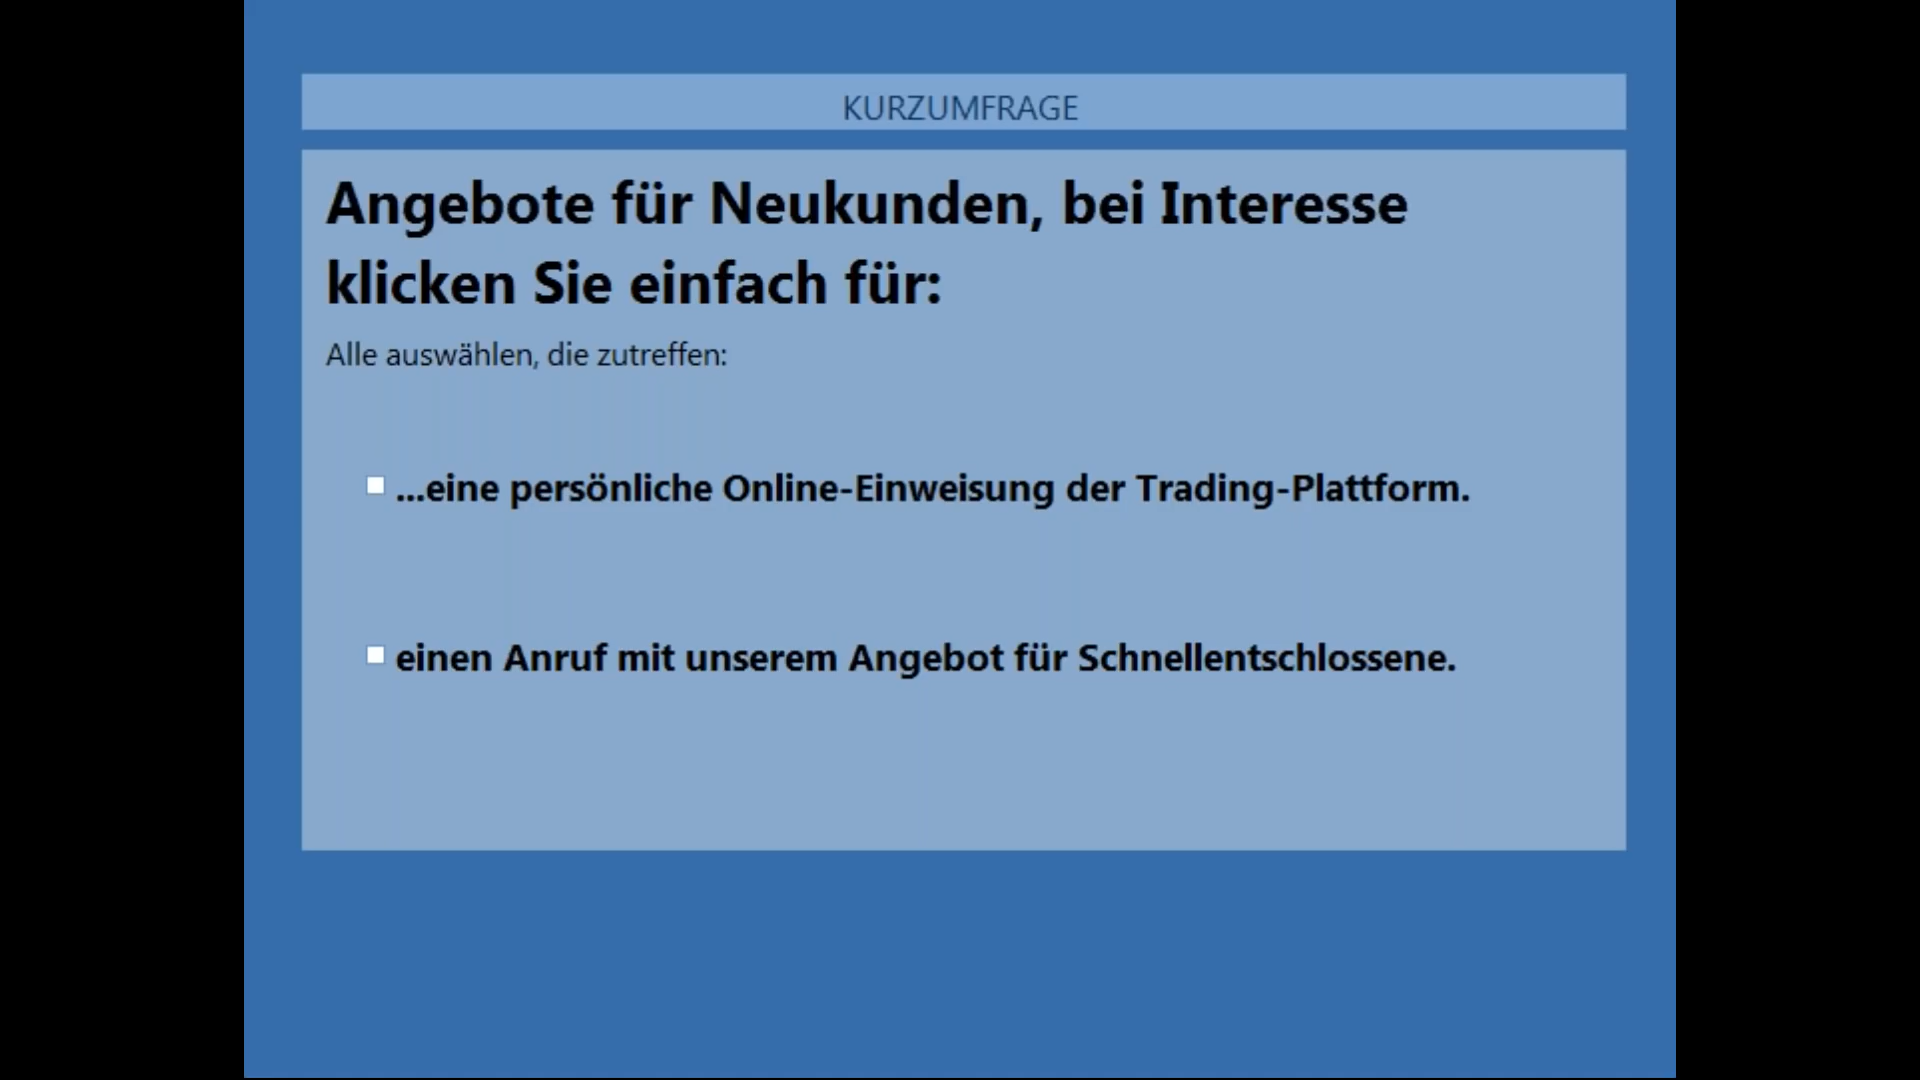 KURZUMFRAGE
Angebote für Neukunden, bei Interesse
klicken Sie einfach für:
Alle auswählen, die zutreffen:
...eine persönliche Online-Einweisung der Trading-Plattform.
einen Anruf mit unserem Angebot für Schnellentschlossene.